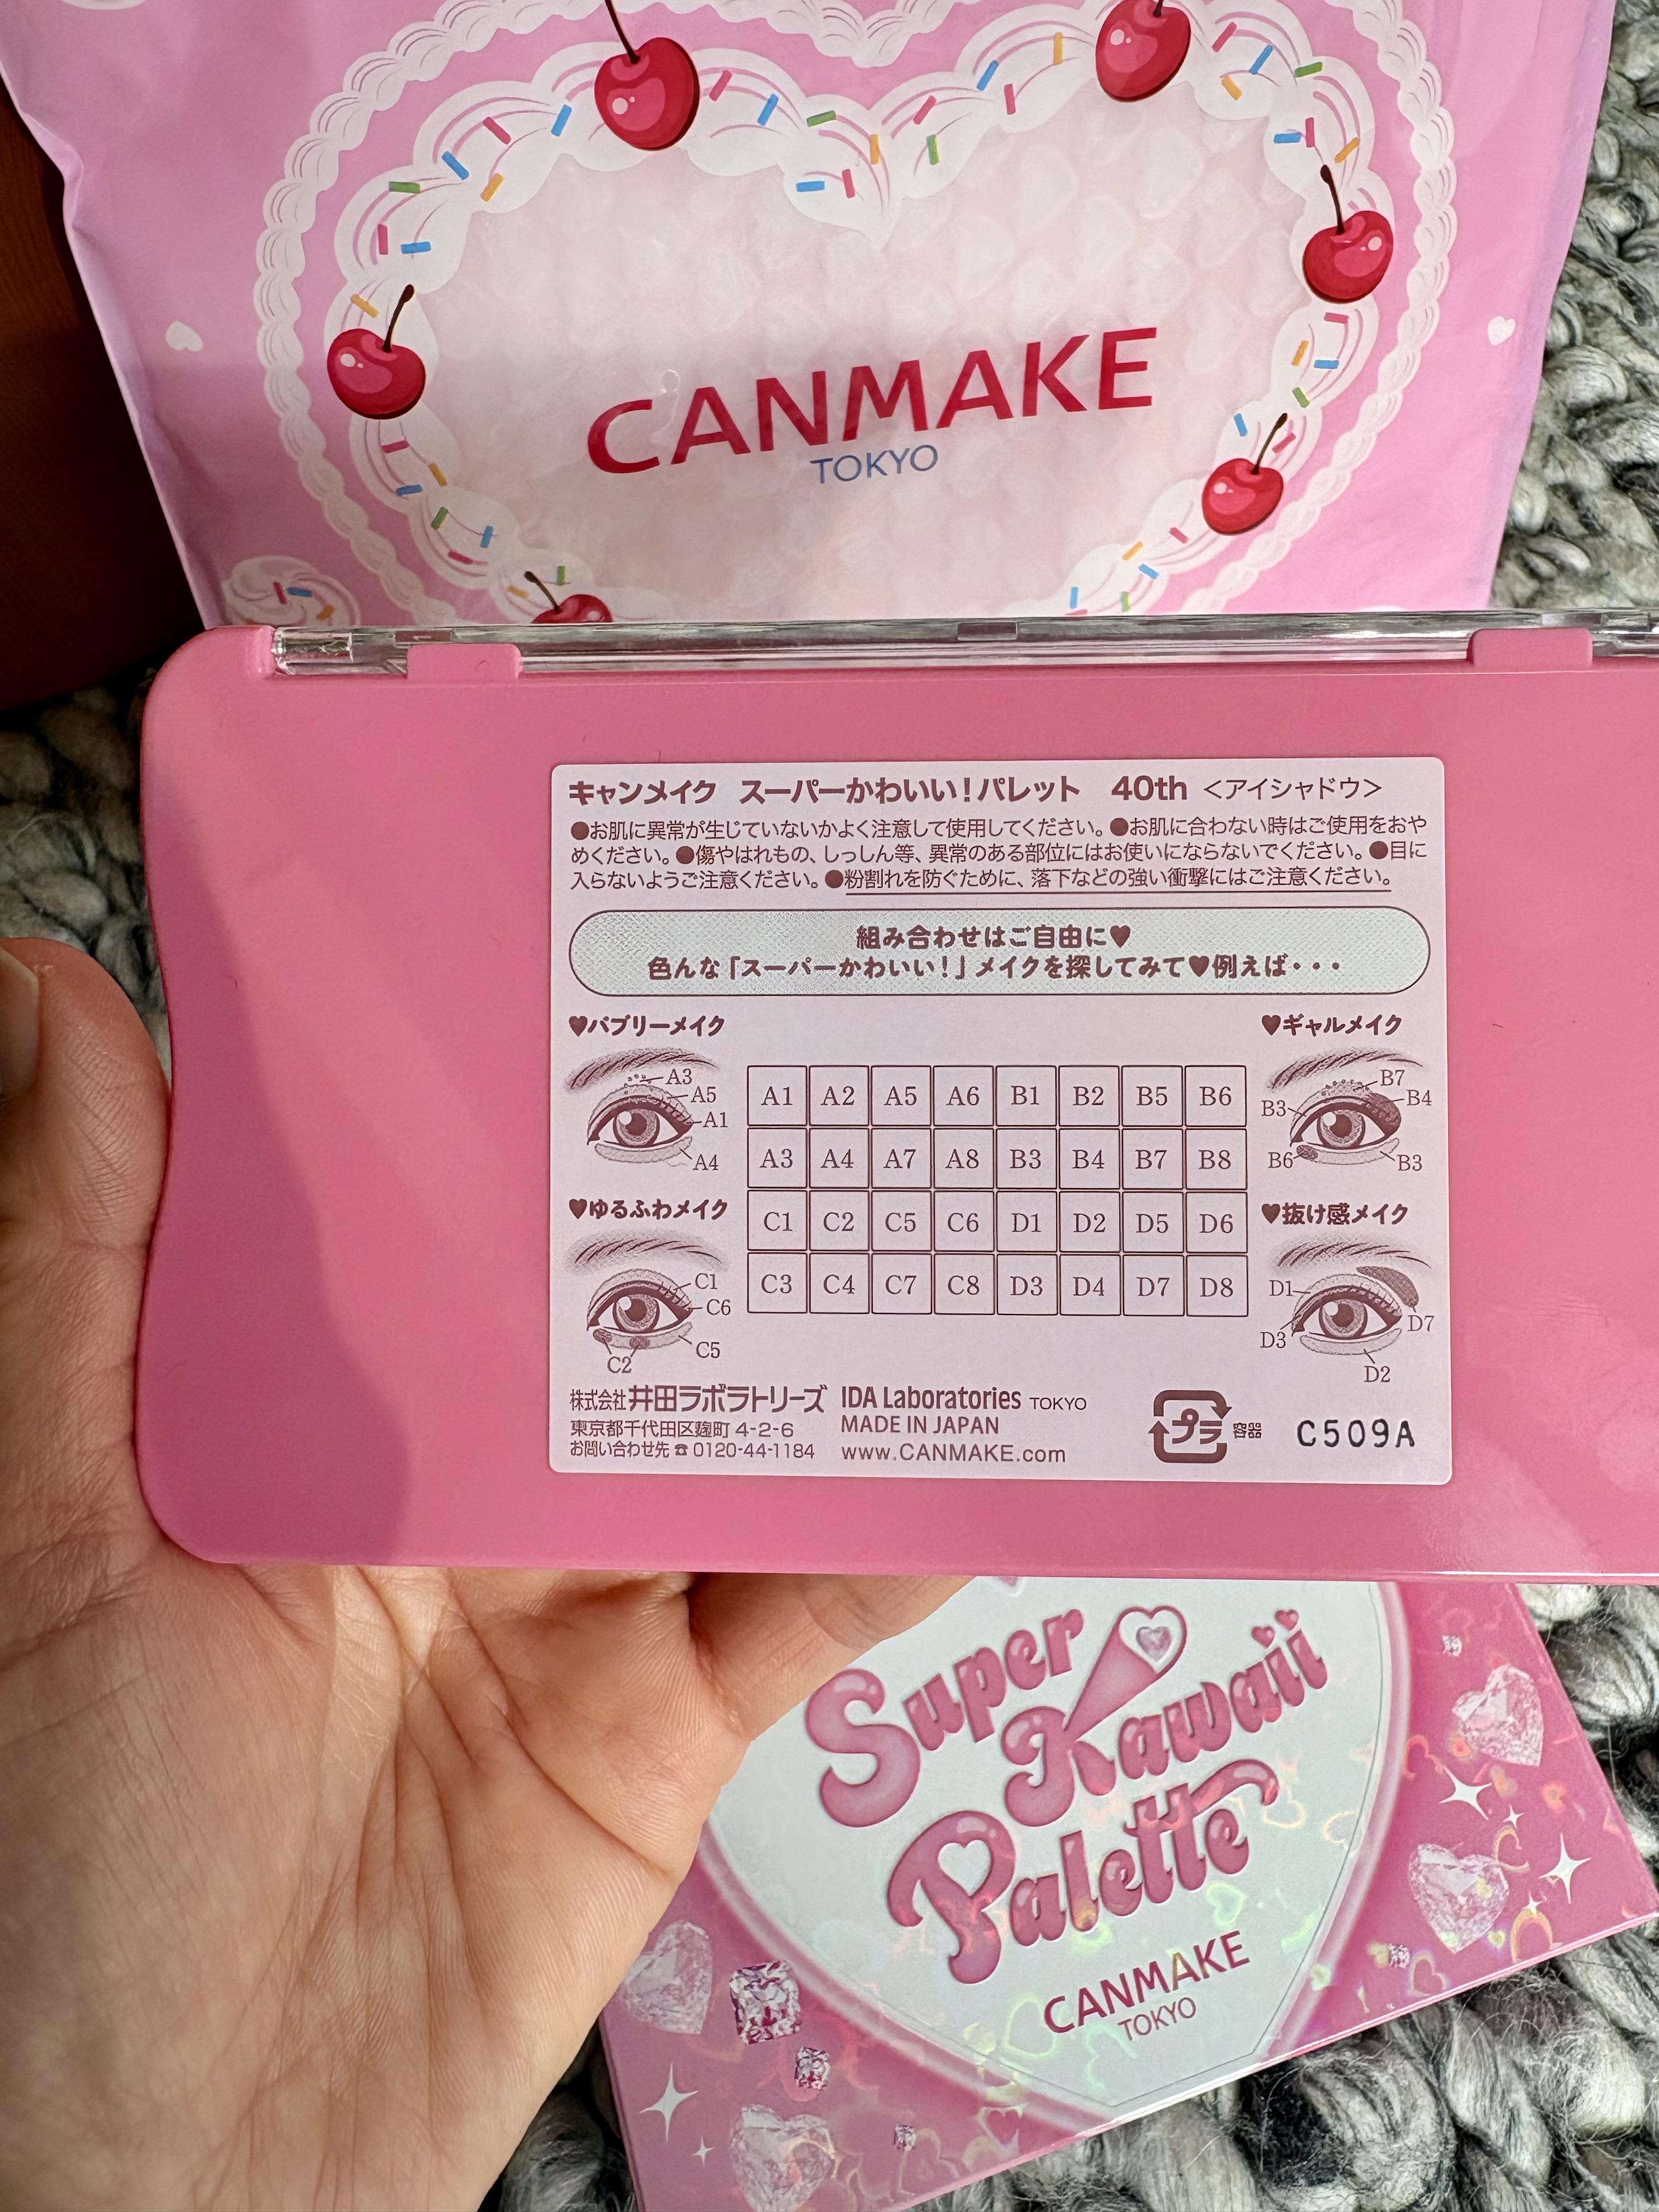 CANMAKE
TOKYO
キャンメイク スーパーかわいい！パレット 40th ＜アイシャドウ＞
●お肌に異常が生じていないかよく注意して使用してください。●お肌に合わない時はご使用をおや
めください。●傷やはれもの、しっしん等、異常のある部位にはお使いにならないでください。●目に
入らないようご注意ください。●粉割れを防ぐために、落下などの強い衝撃にはご注意ください。
組み合わせはご自由に♥
色んな「スーパーかわいい！」メイクを探してみて♥例えば・・・
♥バブリーメイク
A3
A5
A1
A4
♥ゆるふわメイク
C1
C6
C5
C2
A1 A2 A5 A6 B1 B2 B5 B6
A3 A4 A7 A8 B3 B4 B7 B8
C1 C2 C5 C6 D1 D2 D5 D6
C3 C4 C7 C8 D3 D4 D7 D8
♥ギャルメイク
B7
B4
B3
B6
B3
♥抜け感メイク
D1
D7
D3
D2
株式会社井田ラボラトリーズ IDA Laboratories TOKYO
東京都千代田区麹町 4-2-6 MADE IN JAPAN
お問い合わせ先 ☎ 0120-44-1184 www.CANMAKE.com
プラ 容器
C509A
Super
Kawaii
Palette
CANMAKE
TOKYO